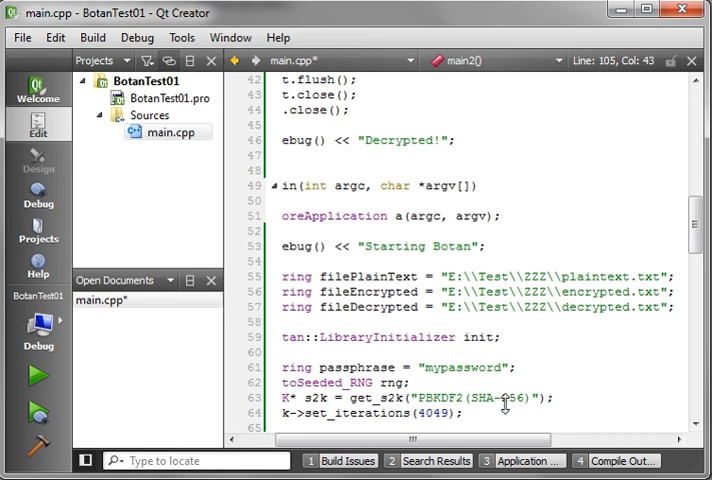 main.cpp - BotanTest01 - Qt Creator
File Edit Build Debug Tools Window Help
Projects main.cpp* main2() Line: 105, Col: 43
Welcome
Edit
Design
Debug
Projects
Help
BotanTest01
Debug
BotanTest01
BotanTest01.pro
Sources
main.cpp
Open Documents
main.cpp*
42 t.flush();
43 t.close();
44 .close();
45
46 ebug() << "Decrypted!";
47
48
49 in(int argc, char *argv[])
50
51 oreApplication a(argc, argv);
52
53 ebug() << "Starting Botan";
54
55 ring filePlainText = "E:\\Test\\ZZZ\\plaintext.txt";
56 ring fileEncrypted = "E:\\Test\\ZZZ\\encrypted.txt";
57 ring fileDecrypted = "E:\\Test\\ZZZ\\decrypted.txt";
58
59 tan::LibraryInitializer init;
60
61 ring passphrase = "mypassword";
62 toSeeded_RNG rng;
63 K* s2k = get_s2k("PBKDF2(SHA-256)");
64 k->set_iterations(4049);
65
Type to locate 1 Build Issues 2 Search Results 3 Application ... 4 Compile Out...